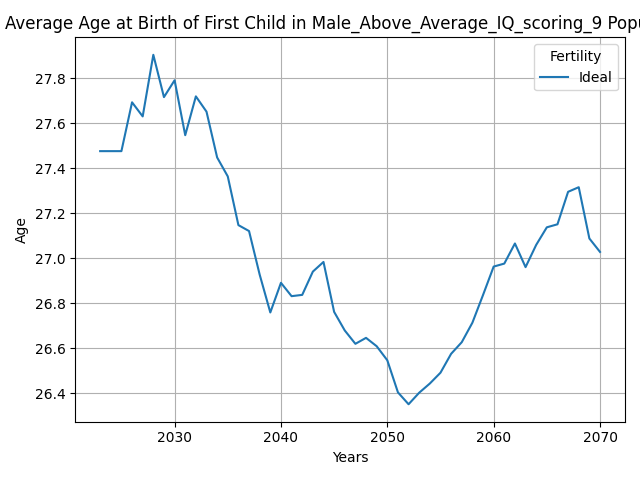 Average Age at Birth of First Child in Male_Above_Average_IQ_scoring_9 Popu
Fertility
Ideal
27.8
27.6
27.4
27.2
27.0
26.8
26.6
26.4
Age
2030 2040 2050 2060 2070
Years